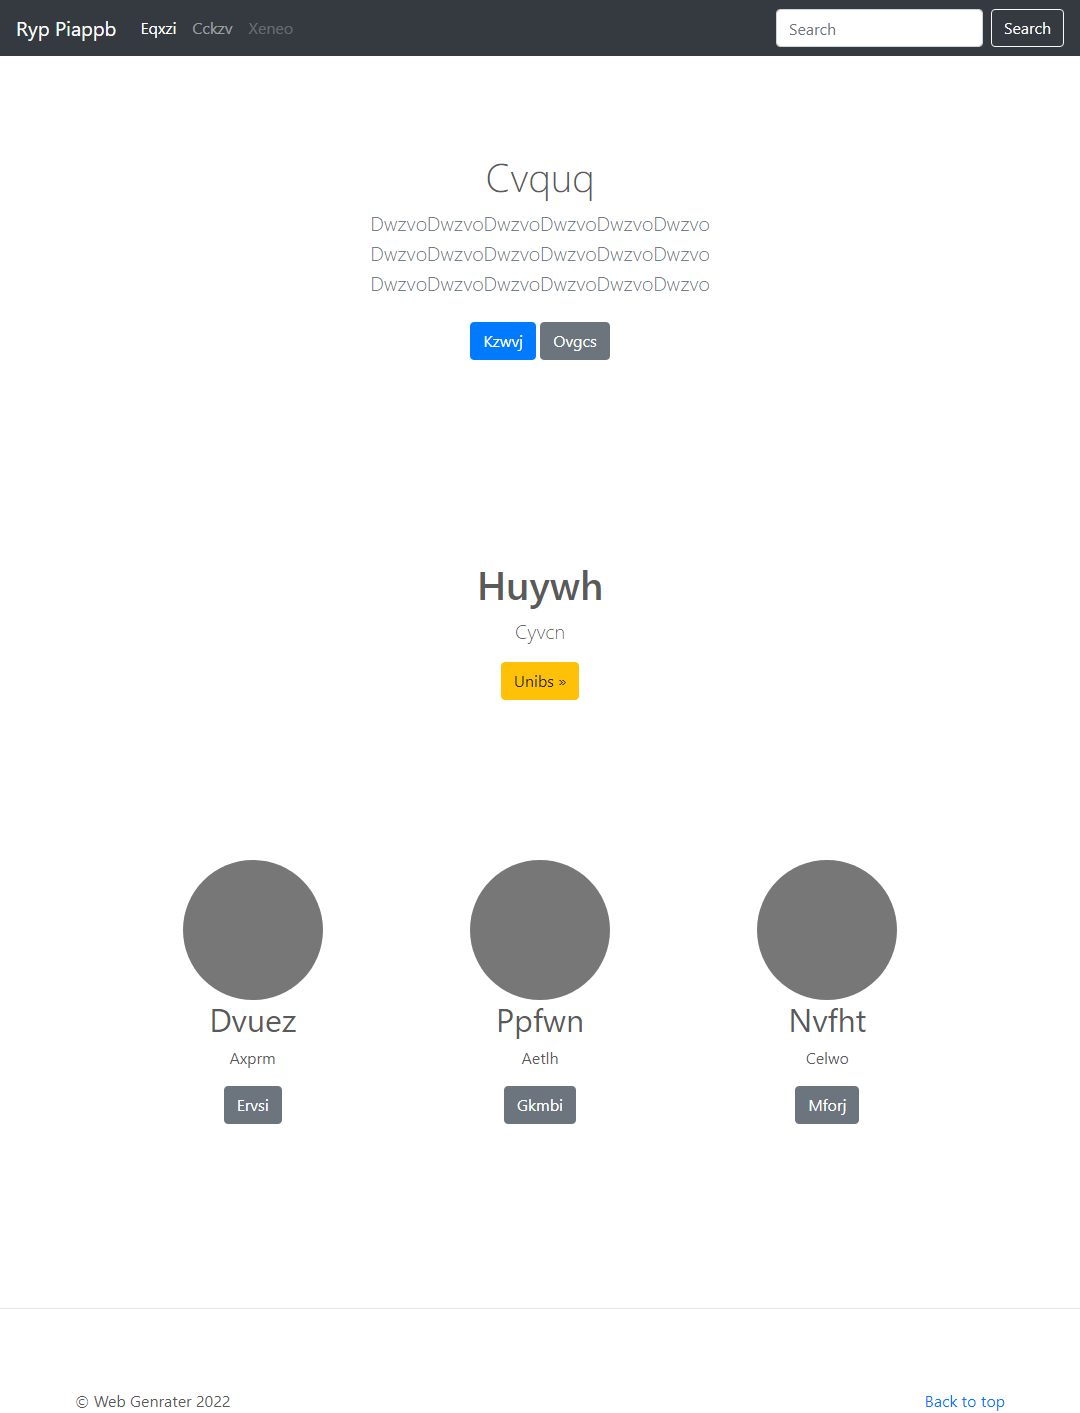 Ryp Piappb Eqxzi Cckzv Xeneo Search Search
Cvquq
DwzvoDwzvoDwzvoDwzvoDwzvoDwzvo
DwzvoDwzvoDwzvoDwzvoDwzvoDwzvo
DwzvoDwzvoDwzvoDwzvoDwzvoDwzvo
Kzwvj Ovgcs
Huywh
Cyvcn
Unibs »
Dvuez Ppfwn Nvfht
Axprm Aetlh Celwo
Ervsi Gkmbi Mforj
© Web Genrater 2022 Back to top